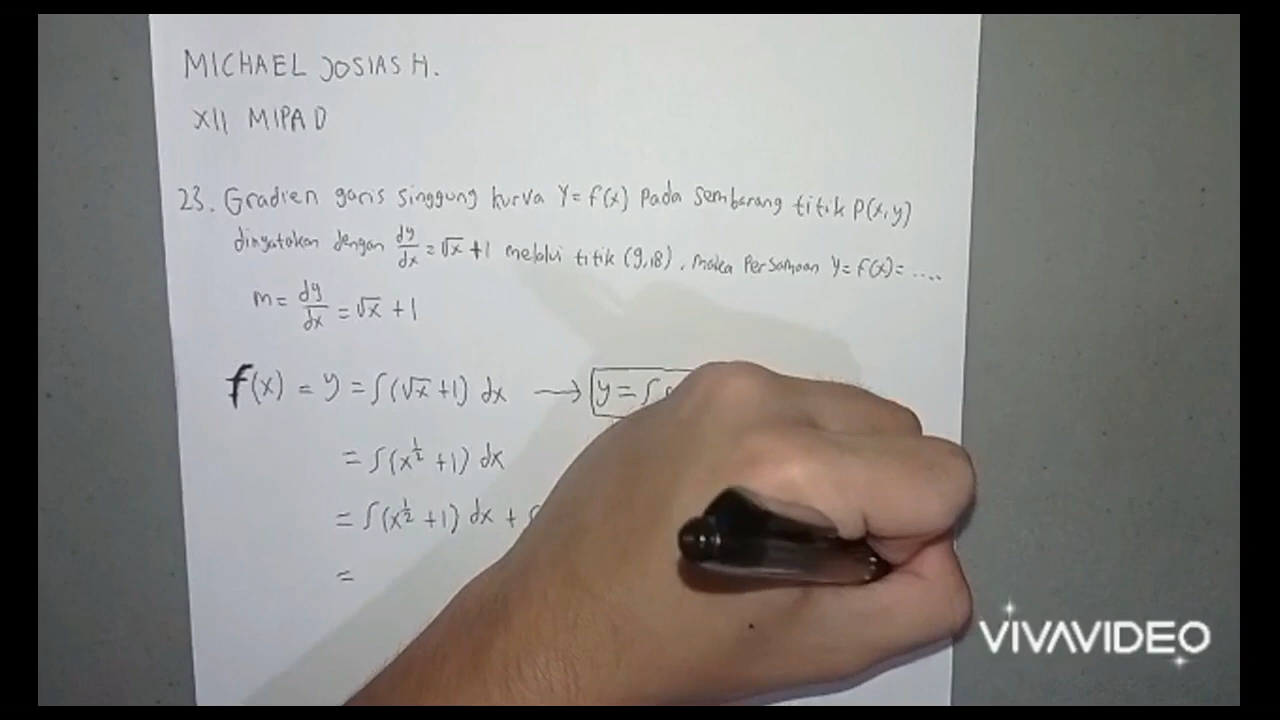 MICHAEL JOSIAS H.
XII MIPA D
23. Gradien garis singgung kurva y = f(x) pada sembarang titik P(x,y)
dinyatakan dengan dy/dx = √x + 1 melalui titik (9,18). maka Persamaan y = f(x) = ....
m = dy/dx = √x + 1
f(x) = y = ∫(√x + 1) dx → y = ∫
= ∫(x^½ + 1) dx
= ∫(x^½ + 1) dx + ∫
=
VIVAVIDEO